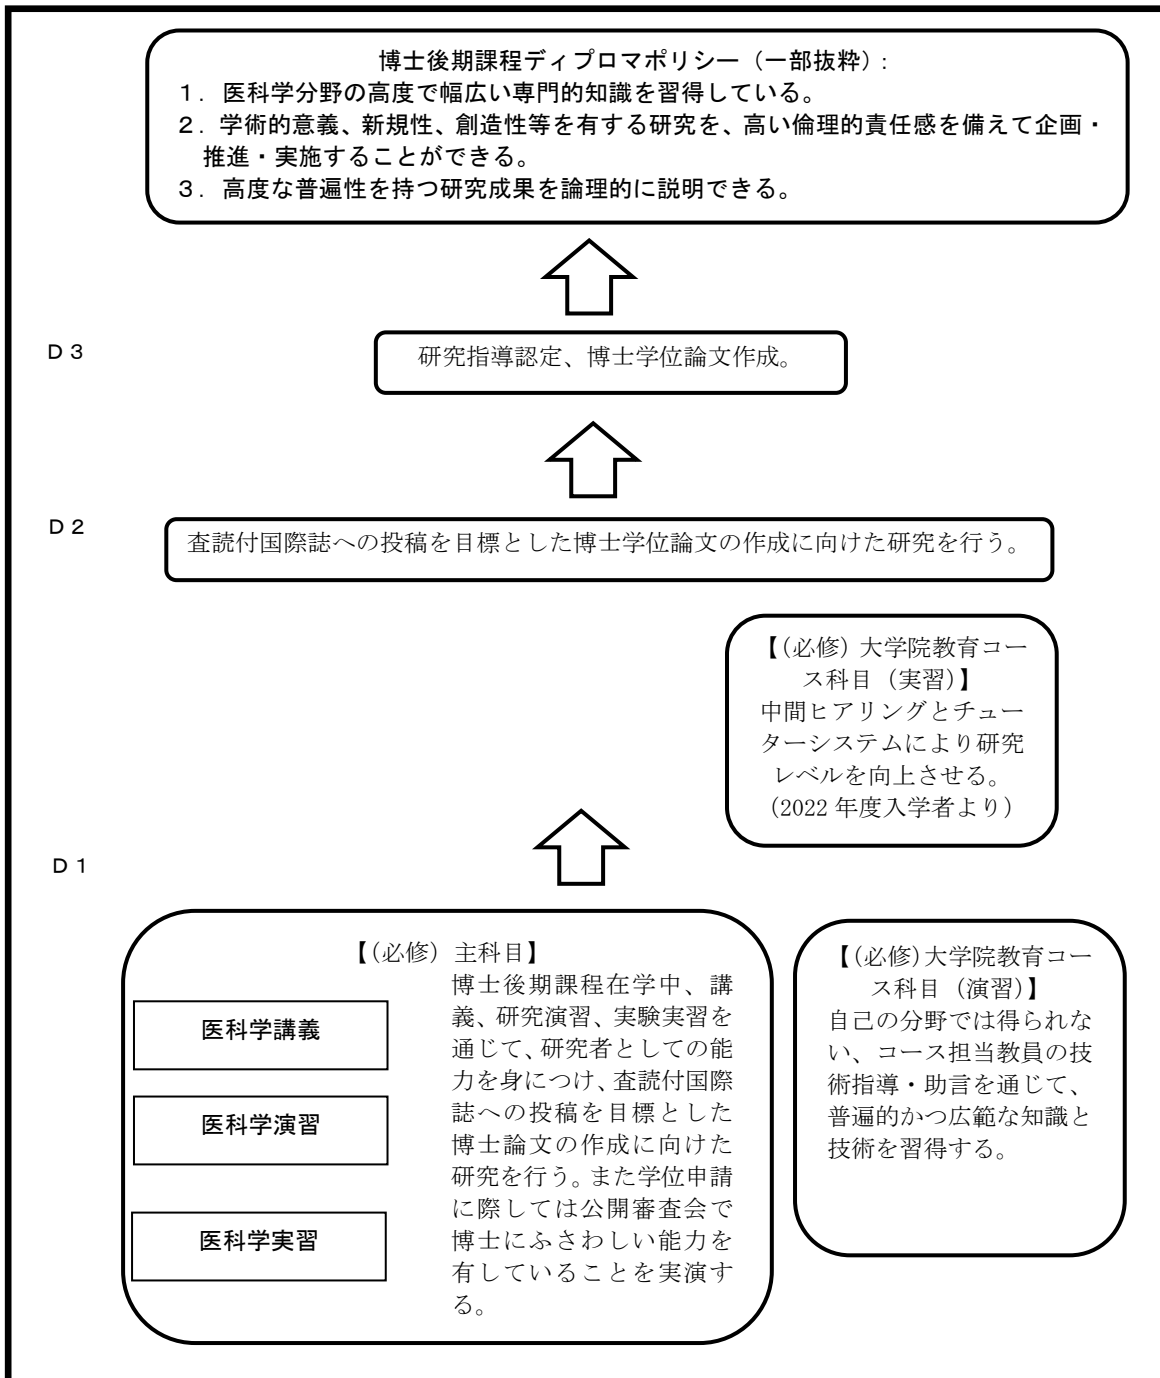 博士後期課程ディプロマポリシー（一部抜粋）:
１．医科学分野の高度で幅広い専門的知識を習得している。
２．学術的意義、新規性、創造性等を有する研究を、高い倫理的責任感を備えて企画・
推進・実施することができる。
３．高度な普遍性を持つ研究成果を論理的に説明できる。
Ｄ３
研究指導認定、博士学位論文作成。
Ｄ２
査読付国際誌への投稿を目標とした博士学位論文の作成に向けた研究を行う。
【（必修）大学院教育コー
ス科目（実習）】
中間ヒアリングとチュー
ターシステムにより研究
レベルを向上させる。
（2022 年度入学者より）
Ｄ１
【（必修）主科目】
医科学講義
医科学演習
医科学実習
博士後期課程在学中、講
義、研究演習、実験実習を
通じて、研究者としての能
力を身につけ、査読付国際
誌への投稿を目標とした
博士論文の作成に向けた
研究を行う。また学位申請
に際しては公開審査会で
博士にふさわしい能力を
有していることを実演す
る。
【（必修）大学院教育コー
ス科目（演習）】
自己の分野では得られな
い、コース担当教員の技
術指導・助言を通じて、
普遍的かつ広範な知識と
技術を習得する。